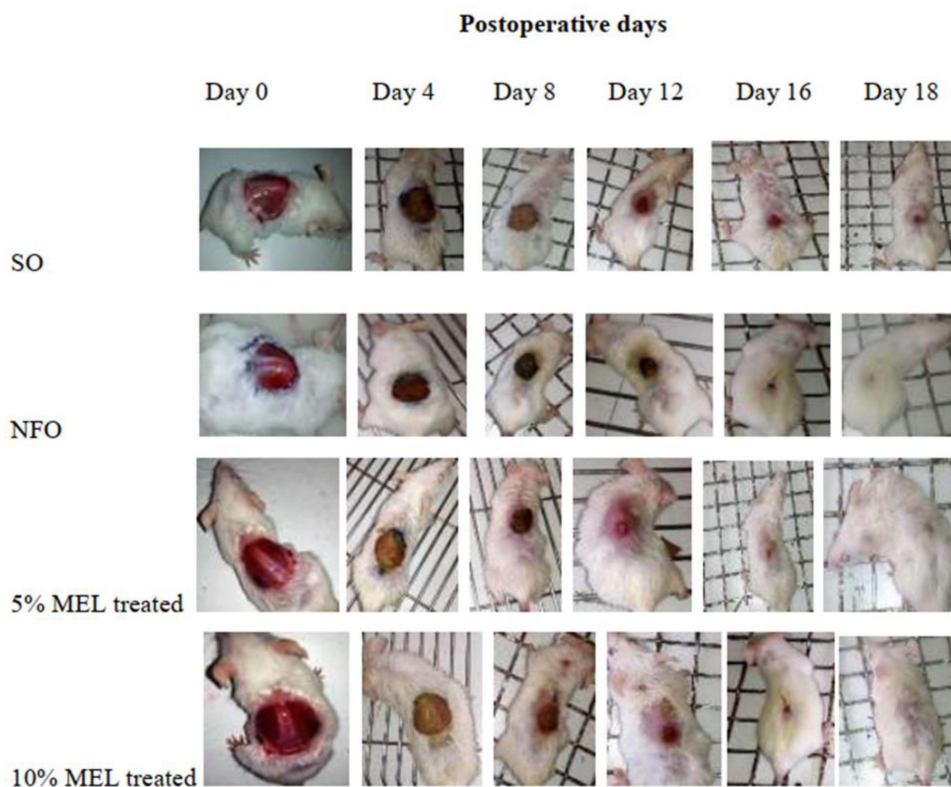 Postoperative days
Day 0 Day 4 Day 8 Day 12 Day 16 Day 18
SO
NFO
5% MEL treated
10% MEL treated